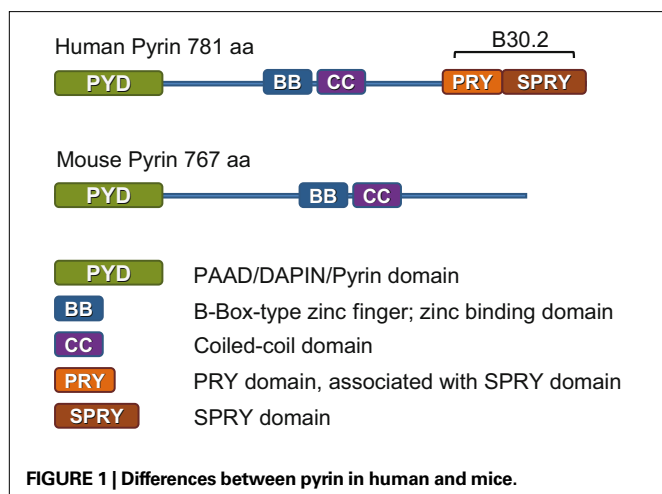 Human Pyrin 781 aa
B30.2
PYD BB CC PRY SPRY
Mouse Pyrin 767 aa
PYD BB CC
PYD PAAD/DAPIN/Pyrin domain
BB B-Box-type zinc finger; zinc binding domain
CC Coiled-coil domain
PRY PRY domain, associated with SPRY domain
SPRY SPRY domain
FIGURE 1 | Differences between pyrin in human and mice.